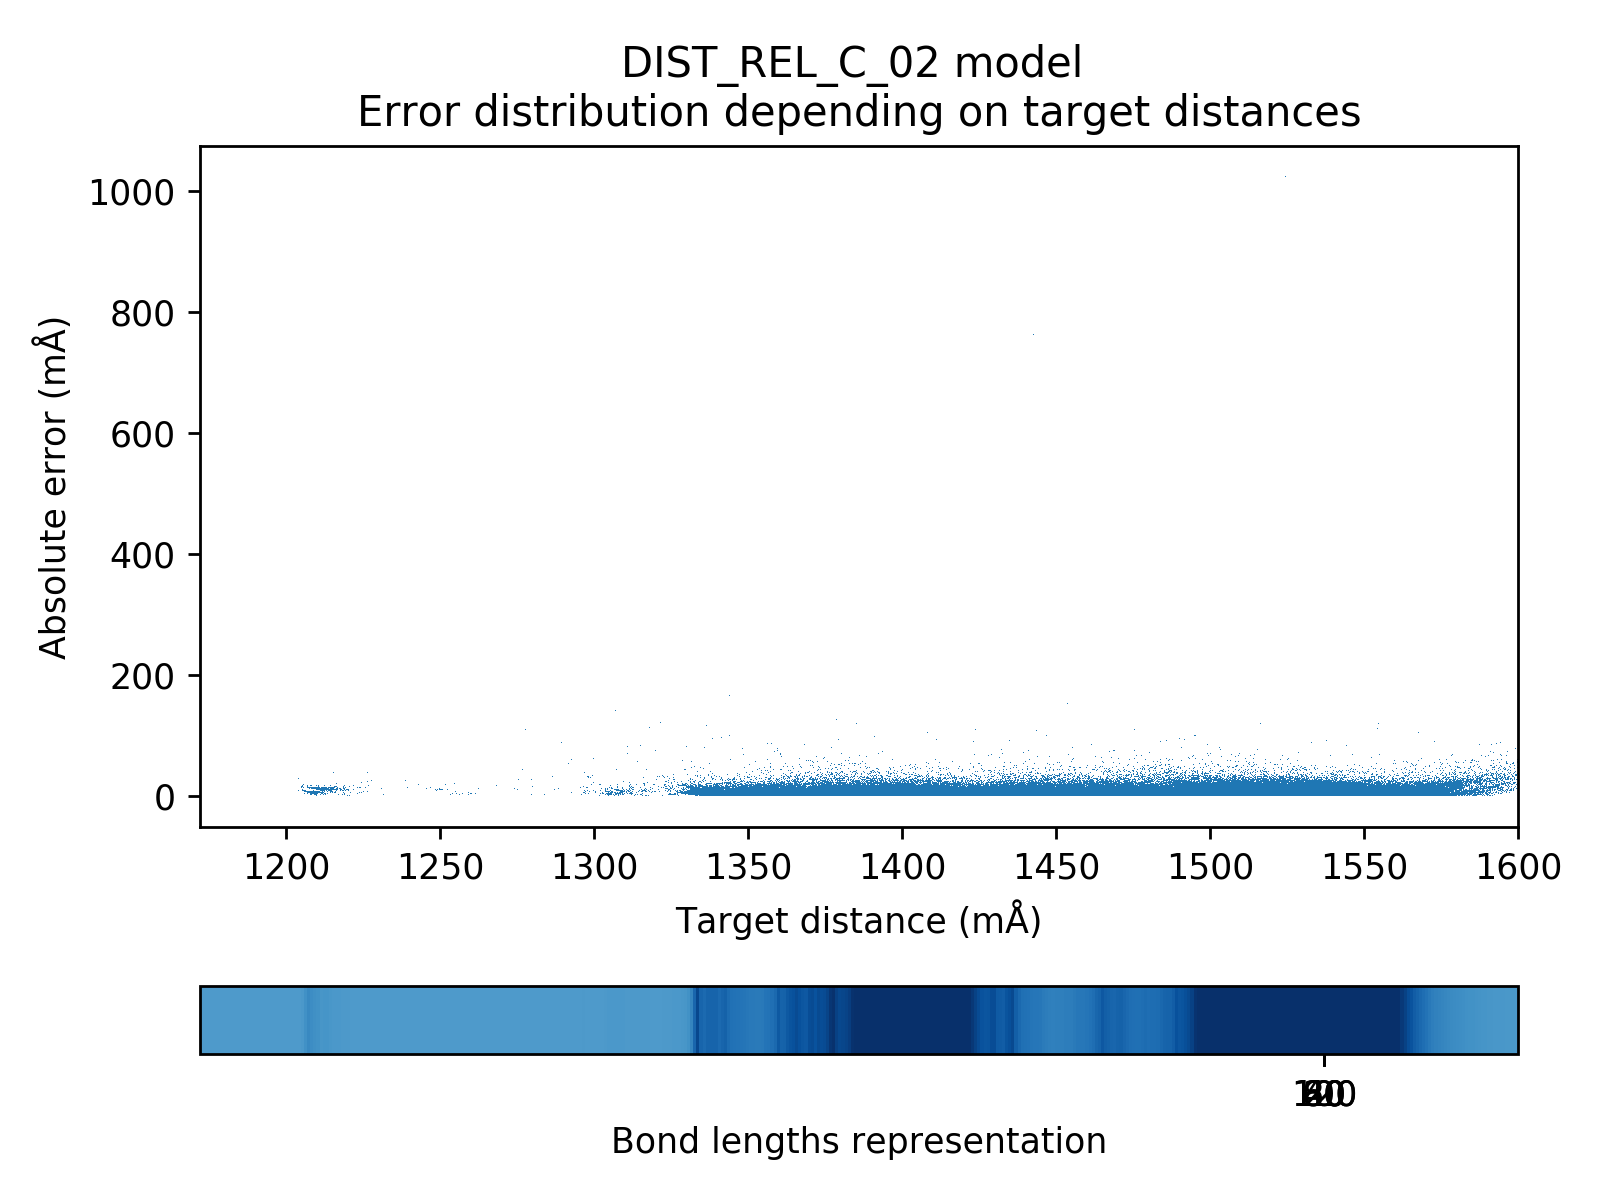 DIST_REL_C_02 model
Error distribution depending on target distances
1000
800
600
400
200
0
Absolute error (mÅ)
1200 1250 1300 1350 1400 1450 1500 1550 1600
Target distance (mÅ)
Bond lengths representation